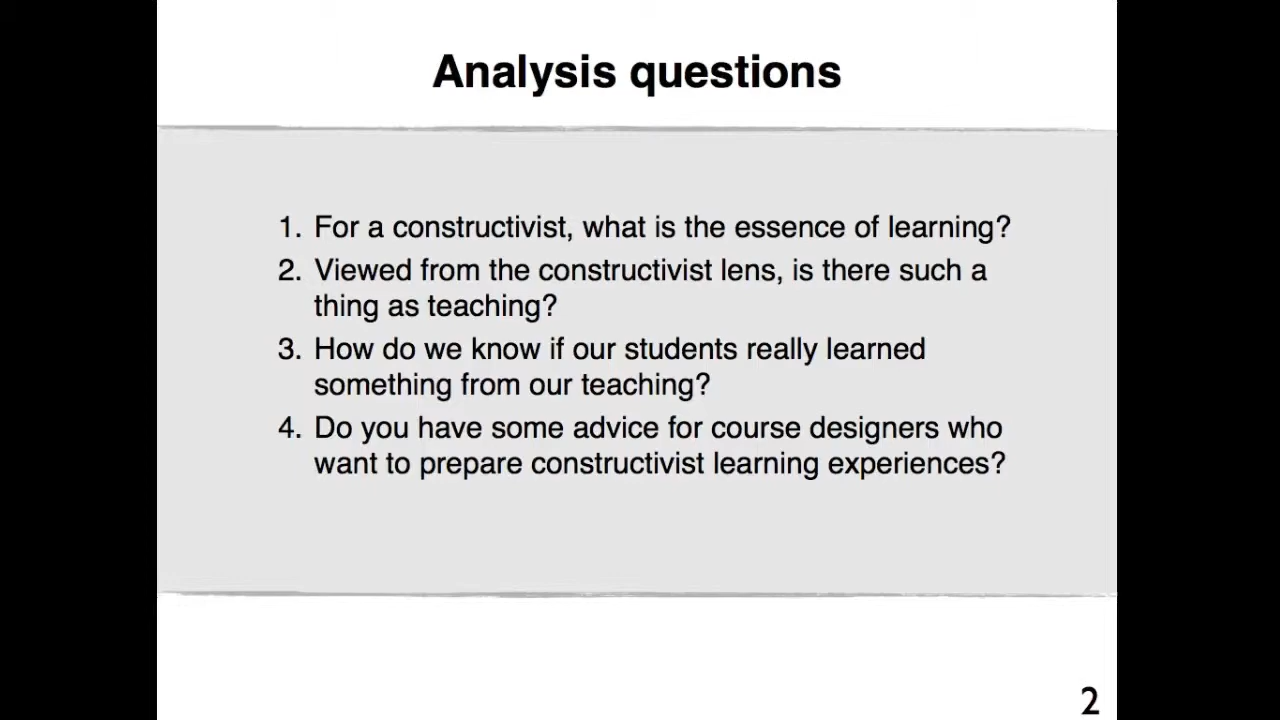 Analysis questions
1. For a constructivist, what is the essence of learning?
2. Viewed from the constructivist lens, is there such a
thing as teaching?
3. How do we know if our students really learned
something from our teaching?
4. Do you have some advice for course designers who
want to prepare constructivist learning experiences?
2